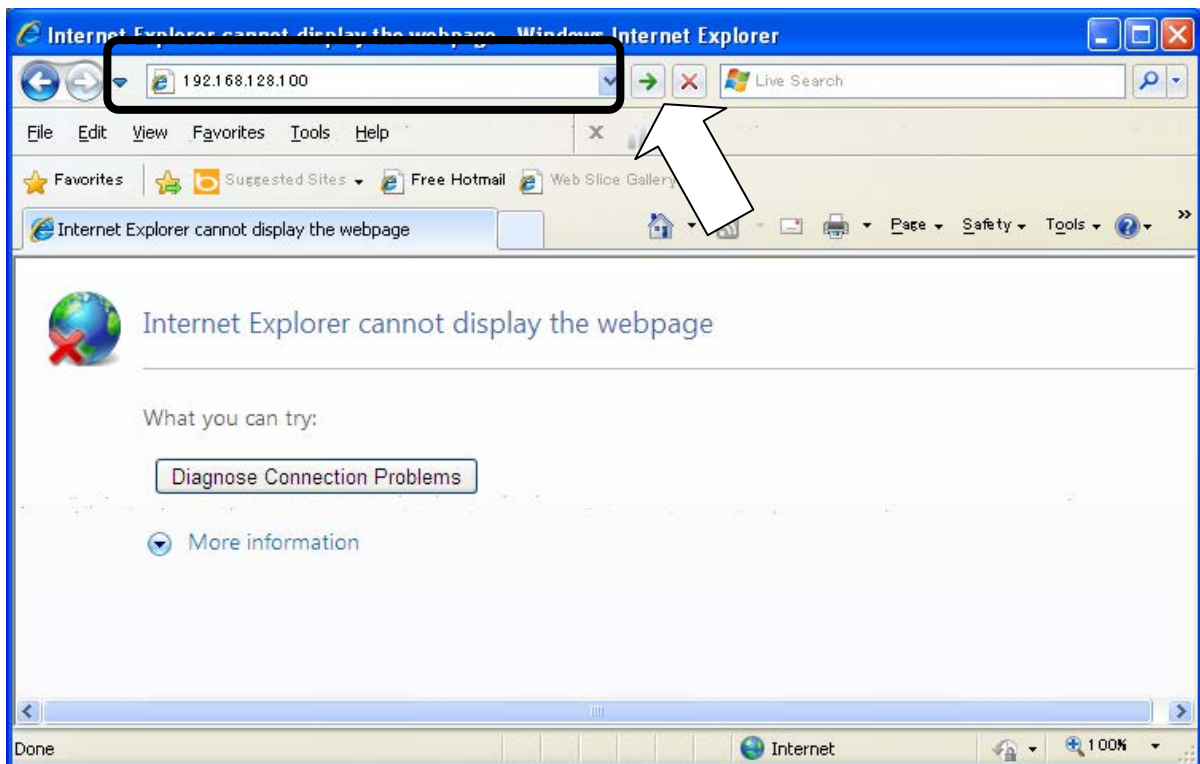 Internet Explorer cannot display the webpage - Windows Internet Explorer
192.168.128.100
Live Search
File Edit View Favorites Tools Help x
Favorites Suggested Sites Free Hotmail Web Slice Gallery
Internet Explorer cannot display the webpage
Page Safety Tools »
Internet Explorer cannot display the webpage
What you can try:
Diagnose Connection Problems
More information
Done Internet 100%